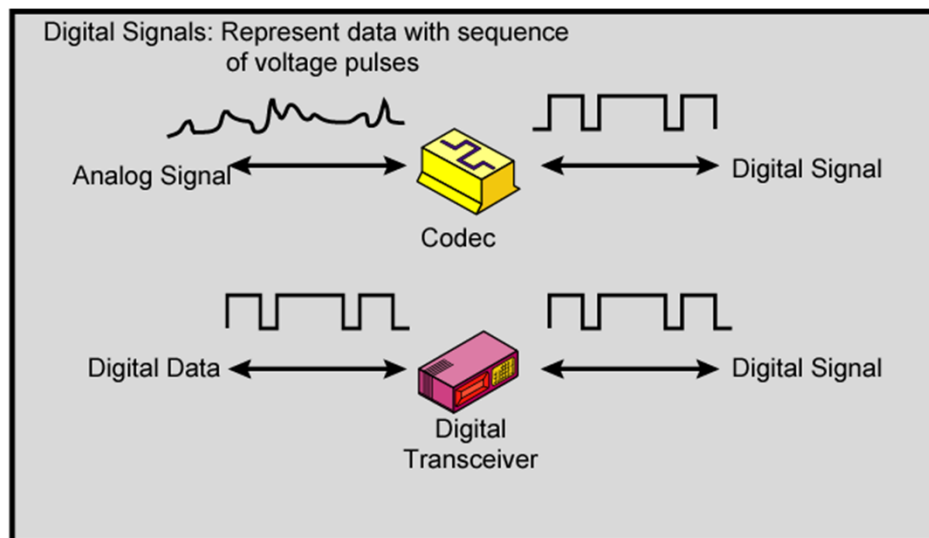 Digital Signals: Represent data with sequence
of voltage pulses
Analog Signal
Digital Signal
Codec
Digital Data
Digital Signal
Digital
Transceiver